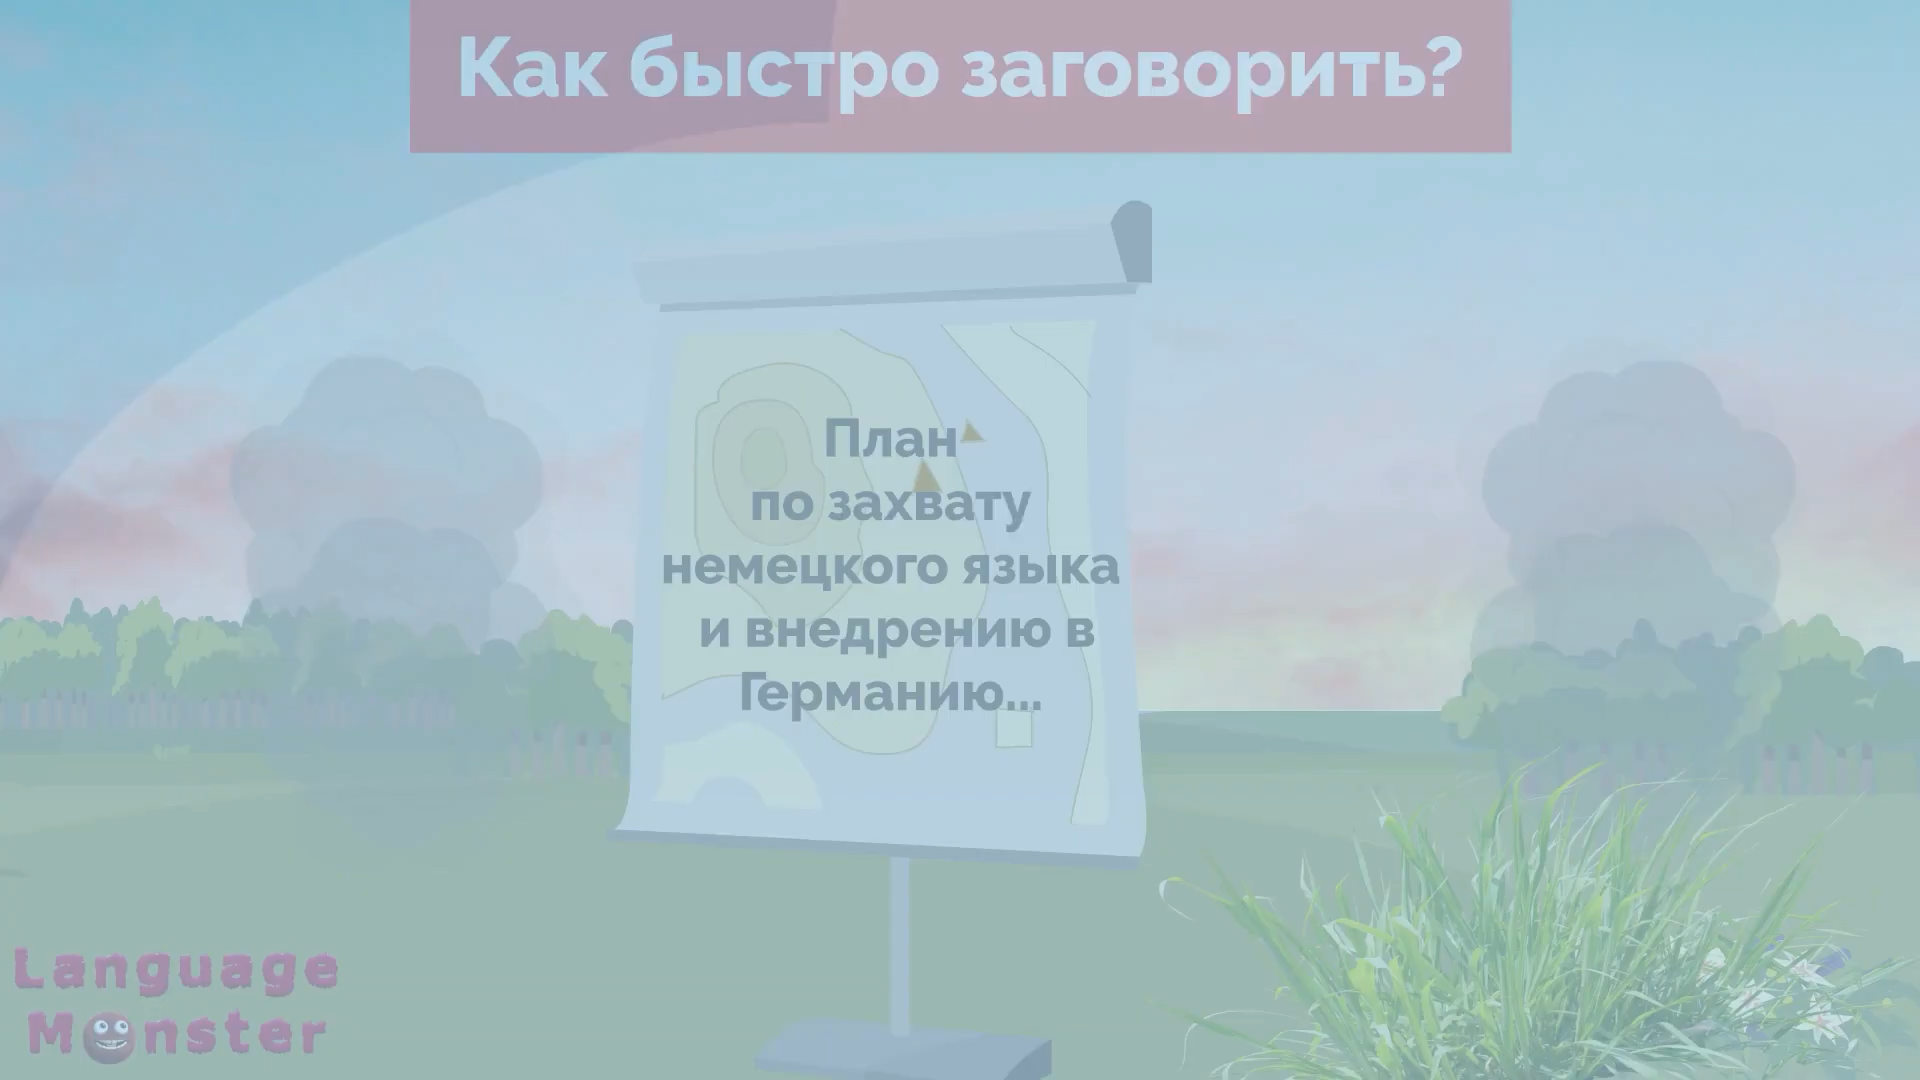 Как быстро заговорить?
План
по захвату
немецкого языка
и внедрению в
Германию...
Language
Monster